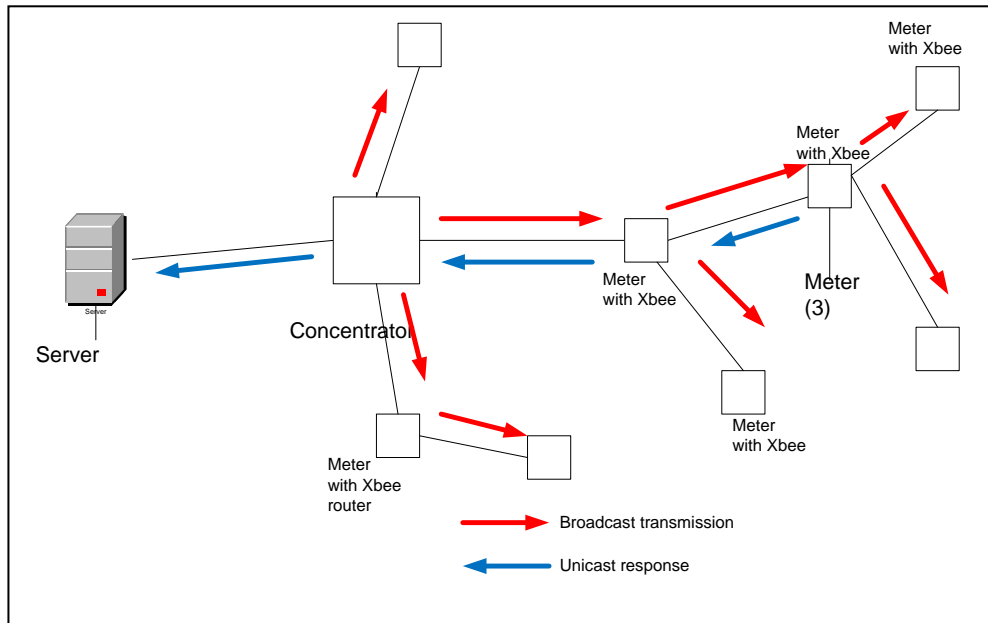 Meter
with Xbee
Meter
with Xbee
Server
Server
Concentrator
Meter
with Xbee
Meter
(3)
Meter
with Xbee
Meter
with Xbee
router
Broadcast transmission
Unicast response